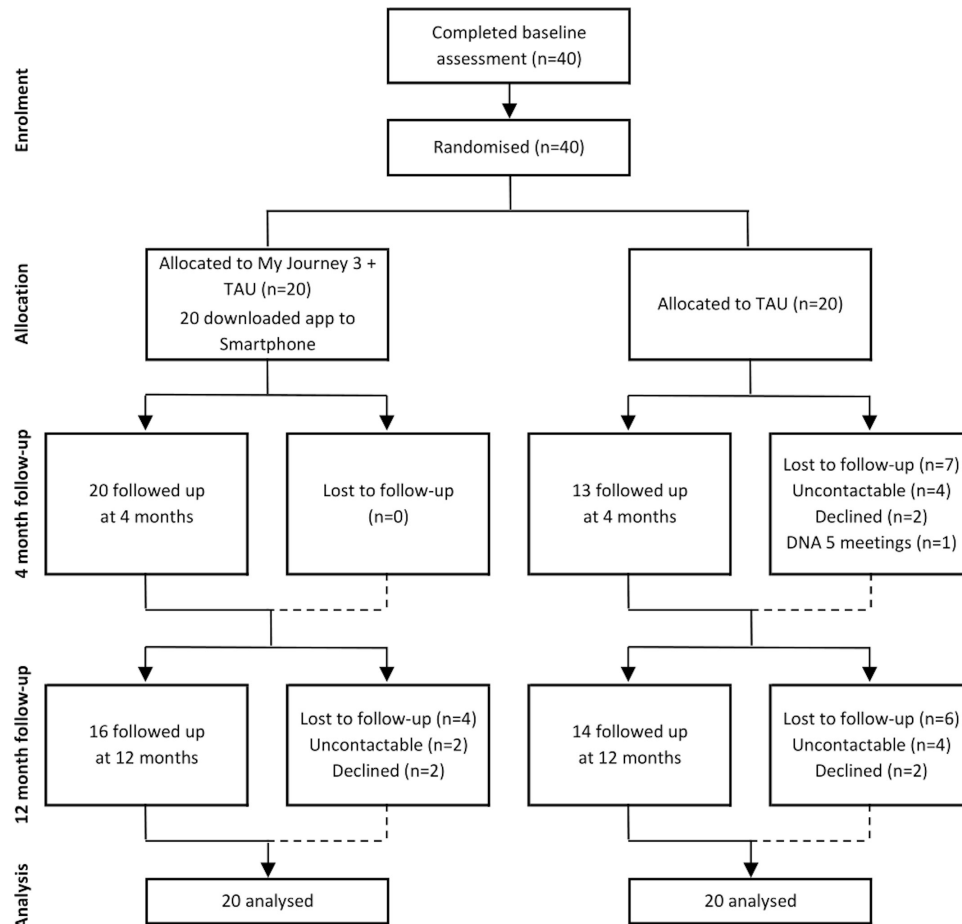 Enrolment
Completed baseline
assessment (n=40)
Randomised (n=40)
Allocation
Allocated to My Journey 3 +
TAU (n=20)
20 downloaded app to
Smartphone
Allocated to TAU (n=20)
4 month follow-up
20 followed up
at 4 months
Lost to follow-up
(n=0)
13 followed up
at 4 months
Lost to follow-up (n=7)
Uncontactable (n=4)
Declined (n=2)
DNA 5 meetings (n=1)
12 month follow-up
16 followed up
at 12 months
Lost to follow-up (n=4)
Uncontactable (n=2)
Declined (n=2)
14 followed up
at 12 months
Lost to follow-up (n=6)
Uncontactable (n=4)
Declined (n=2)
Analysis
20 analysed
20 analysed